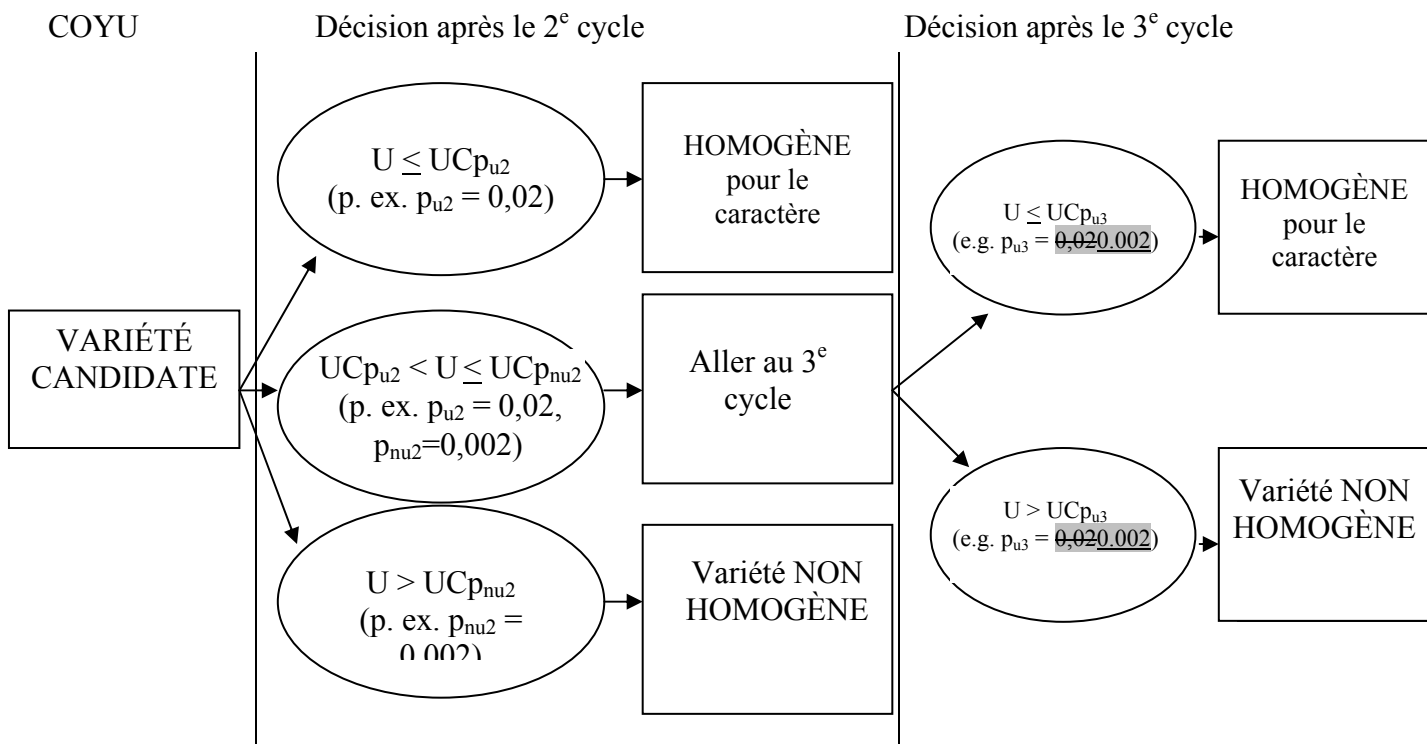 COYU
Décision après le 2e cycle
Décision après le 3e cycle
VARIÉTÉ
CANDIDATE
U ≤ UCpu2
(p. ex. pu2 = 0,02)
HOMOGÈNE
pour le
caractère
UCpu2 < U ≤ UCpnu2
(p. ex. pu2 = 0,02,
pnu2=0,002)
Aller au 3e
cycle
U > UCpnu2
(p. ex. pnu2 =
0,002)
Variété NON
HOMOGÈNE
U ≤ UCpu3
(e.g. pu3 = 0,020.002)
HOMOGÈNE
pour le
caractère
U > UCpu3
(e.g. pu3 = 0,020.002)
Variété NON
HOMOGÈNE